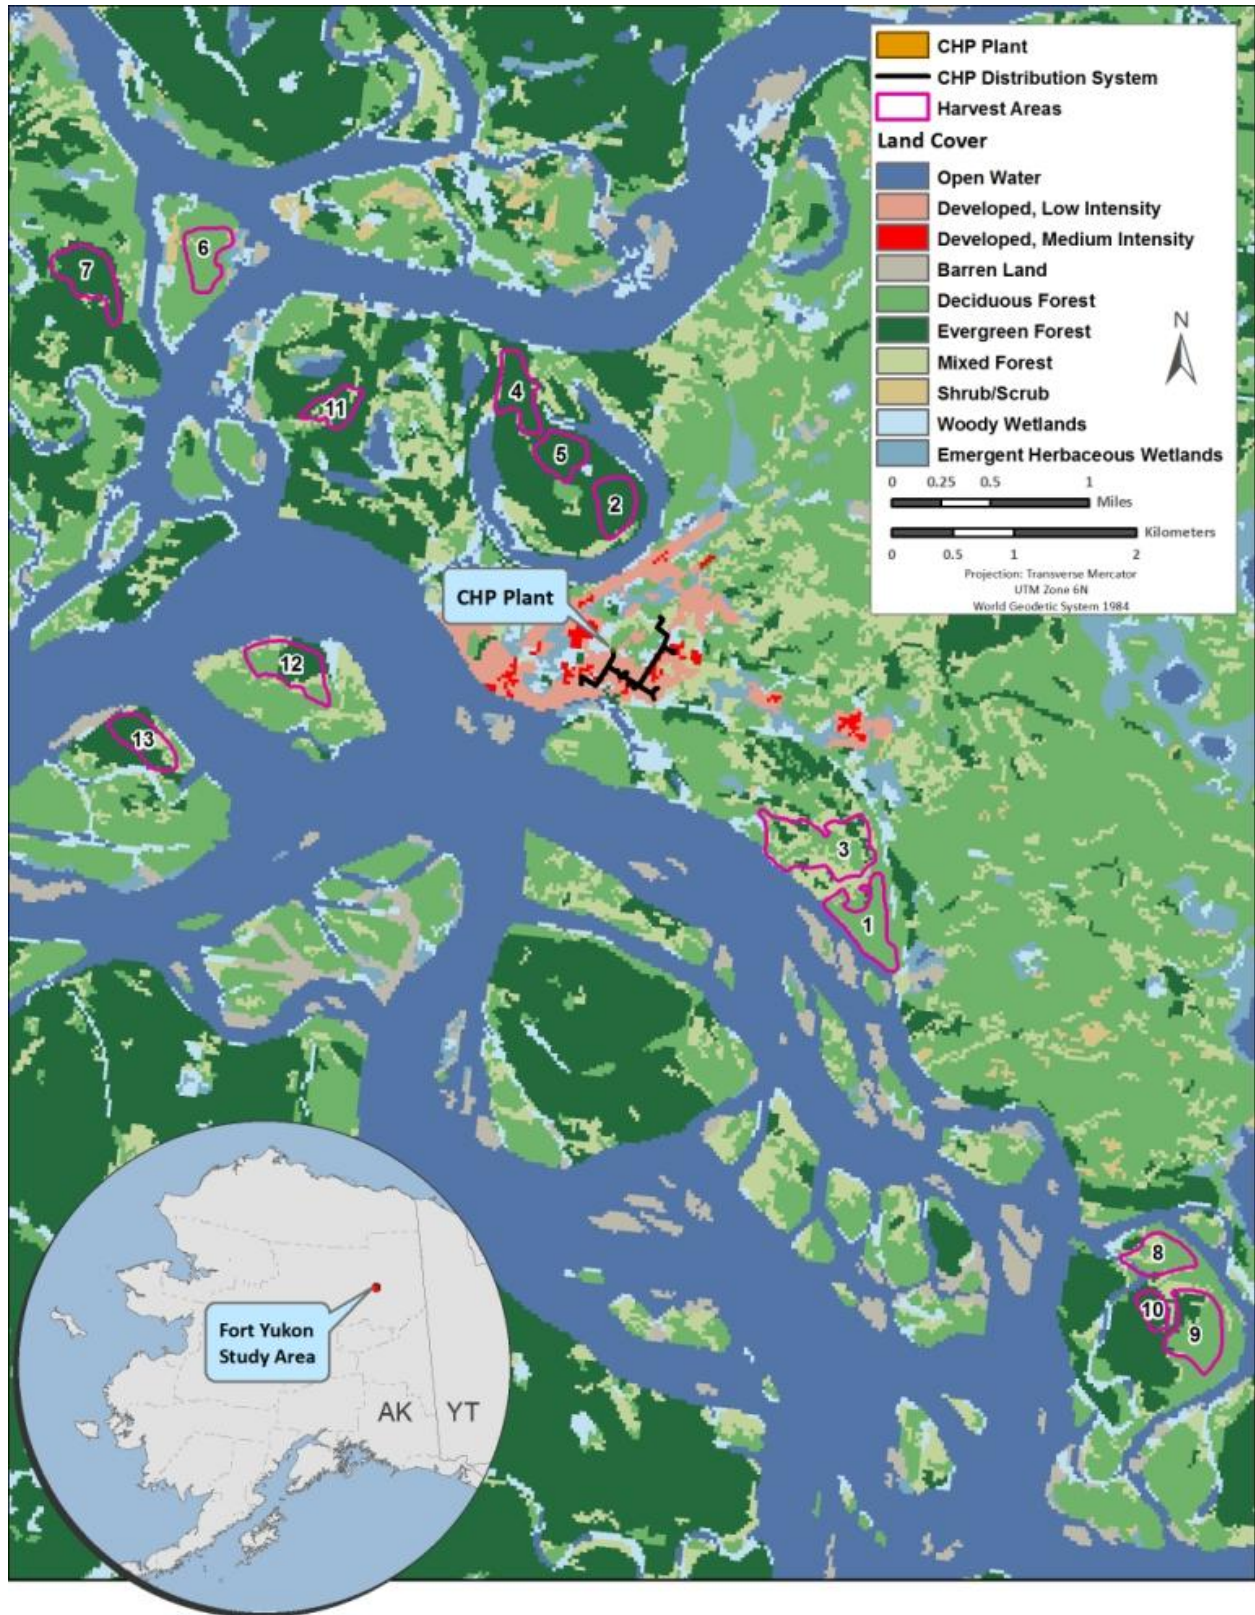 CHP Plant
CHP Distribution System
Harvest Areas
Land Cover
Open Water
Developed, Low Intensity
Developed, Medium Intensity
Barren Land
Deciduous Forest
Evergreen Forest
Mixed Forest
Shrub/Scrub
Woody Wetlands
Emergent Herbaceous Wetlands
N
0 0.25 0.5 1
Miles
Kilometers
0 0.5 1 2
Projection: Transverse Mercator
UTM Zone 6N
World Geodetic System 1984
6
7
4
11
5
2
CHP Plant
12
13
3
1
8
10
9
Fort Yukon
Study Area
AK YT